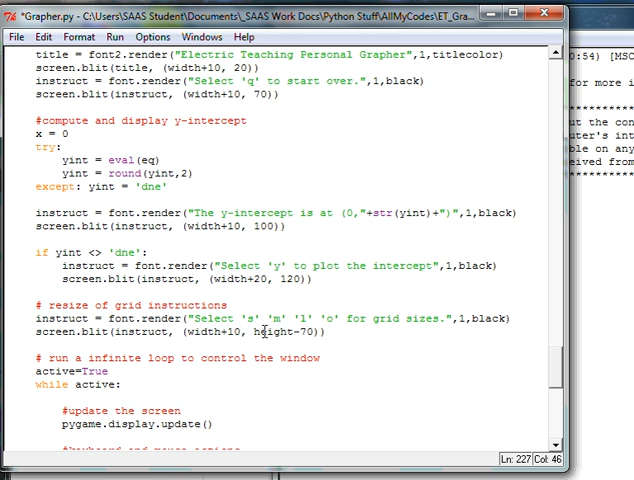 *Grapher.py - C:\Users\SAAS Student\Documents\_SAAS Work Docs\Python Stuff\AllMyCodes\ET_Gra...
File Edit Format Run Options Windows Help
title = font2.render("Electric Teaching Personal Grapher",1,titlecolor)
screen.blit(title, (width+10, 20))
instruct = font.render("Select 'q' to start over.",1,black)
screen.blit(instruct, (width+10, 70))
#compute and display y-intercept
x = 0
try:
yint = eval(eq)
yint = round(yint,2)
except: yint = 'dne'
instruct = font.render("The y-intercept is at (0,"+str(yint)+")",1,black)
screen.blit(instruct, (width+10, 100))
if yint <> 'dne':
instruct = font.render("Select 'y' to plot the intercept",1,black)
screen.blit(instruct, (width+20, 120))
# resize of grid instructions
instruct = font.render("Select 's' 'm' 'l' 'o' for grid sizes.",1,black)
screen.blit(instruct, (width+10, height-70))
# run a infinite loop to control the window
active=True
while active:
#update the screen
pygame.display.update()
Ln: 227 Col: 46
0:54) [MSC
for more i
*****************
ut the con
uter's int
ble on any
eived from
*****************